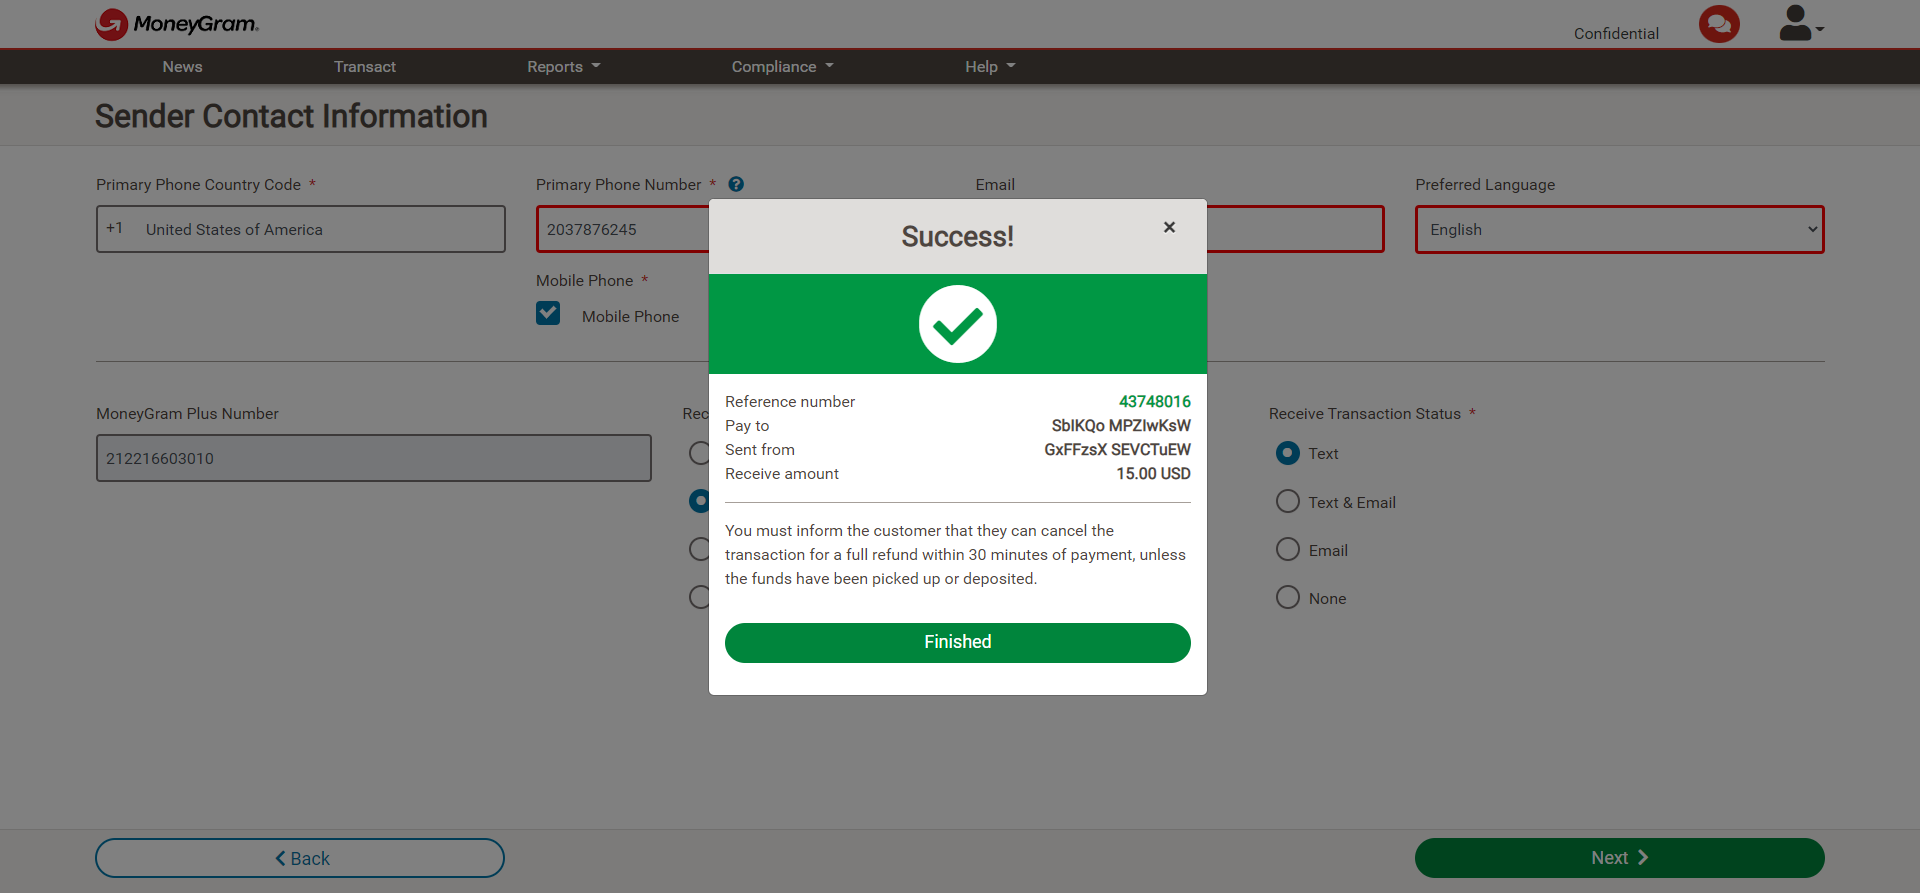 MoneyGram.
Confidential
News Transact Reports Compliance Help
Sender Contact Information
Primary Phone Country Code *
+1 United States of America
Primary Phone Number *
2037876245
Mobile Phone *
Mobile Phone
Email
Preferred Language
English
MoneyGram Plus Number
212216603010
Rec
Receive Transaction Status *
Text
Text & Email
Email
None
Success!
×
Reference number 43748016
Pay to SbIKQo MPZIwKsW
Sent from GxFFzsX SEVCTuEW
Receive amount 15.00 USD
You must inform the customer that they can cancel the
transaction for a full refund within 30 minutes of payment, unless
the funds have been picked up or deposited.
Finished
Back
Next